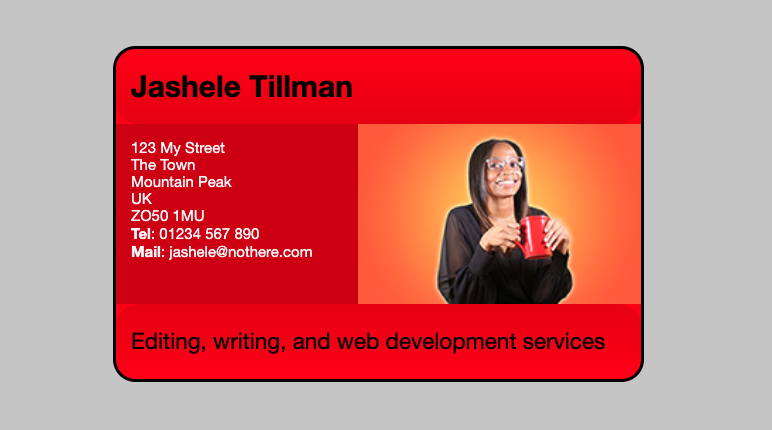 Jashele Tillman
123 My Street
The Town
Mountain Peak
UK
ZO50 1MU
Tel: 01234 567 890
Mail: jashele@nothere.com
Editing, writing, and web development services